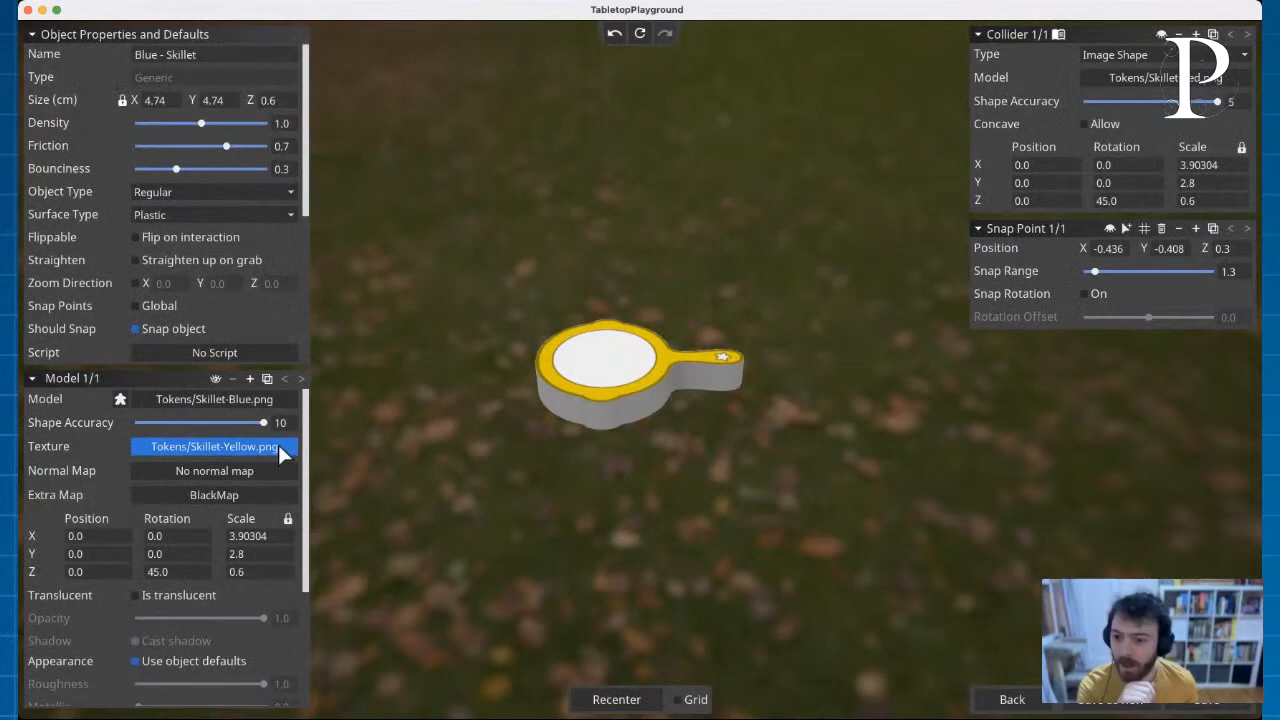 TabletopPlayground
Object Properties and Defaults
Name Blue - Skillet
Type Generic
Size (cm) X 4.74 Y 4.74 Z 0.6
Density 1.0
Friction 0.7
Bounciness 0.3
Object Type Regular
Surface Type Plastic
Flippable Flip on interaction
Straighten Straighten up on grab
Zoom Direction X 0.0 Y 0.0 Z 0.0
Snap Points Global
Should Snap Snap object
Script No Script
Model 1/1
Model Tokens/Skillet-Blue.png
Shape Accuracy 10
Texture Tokens/Skillet-Yellow.png
Normal Map No normal map
Extra Map BlackMap
Position Rotation Scale
X 0.0 0.0 3.90304
Y 0.0 0.0 2.8
Z 0.0 45.0 0.6
Translucent Is translucent
Opacity 1.0
Shadow Cast shadow
Appearance Use object defaults
Roughness 1.0
Collider 1/1
Type Image Shape
Model
Shape Accuracy 5
Concave Allow
Position Rotation Scale
X 0.0 0.0 3.90304
Y 0.0 0.0 2.8
Z 0.0 45.0 0.6
P
Snap Point 1/1
Position X -0.436 Y -0.408 Z 0.3
Snap Range 1.3
Snap Rotation On
Rotation Offset 0.0
Recenter Grid
Back